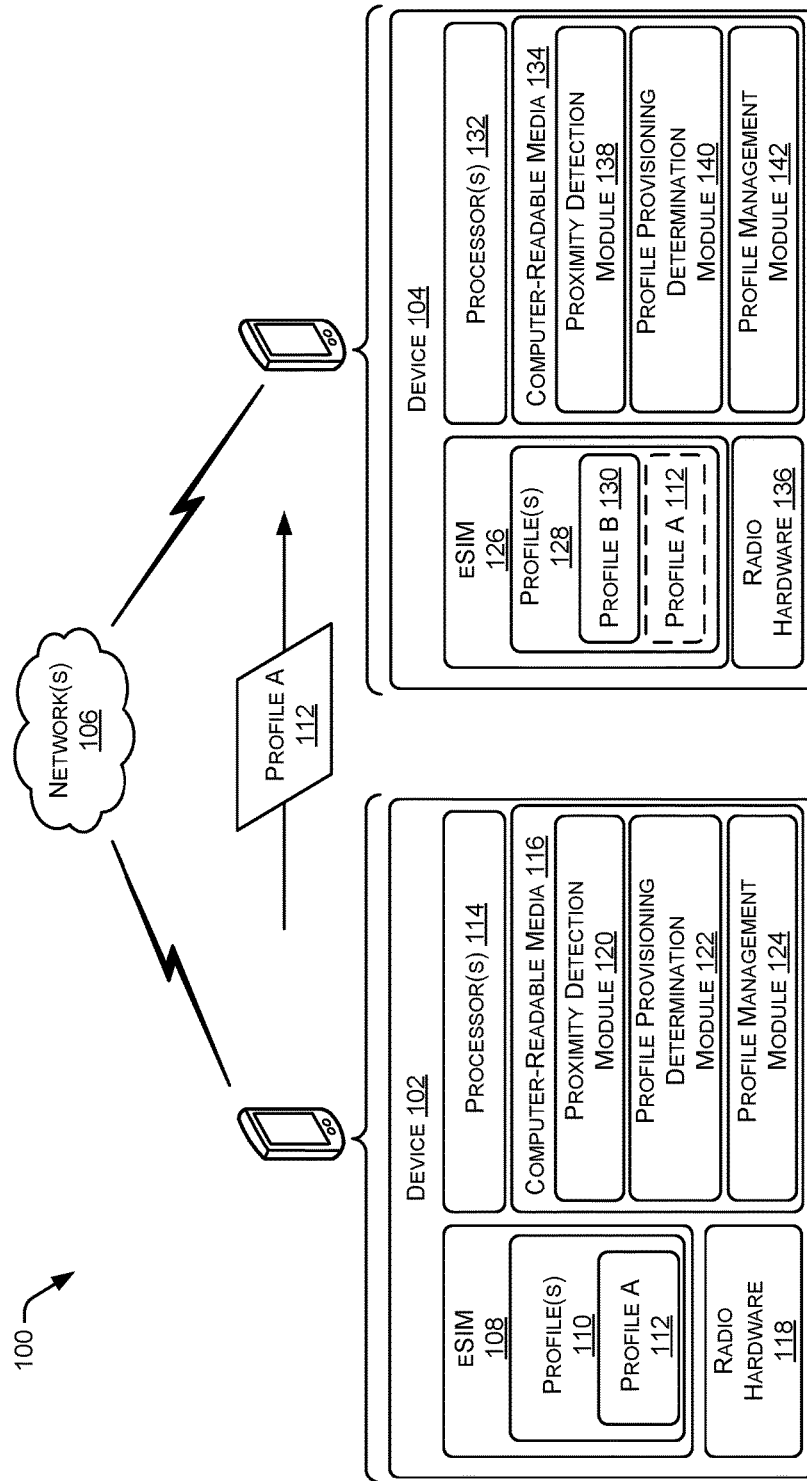 100
NETWORK(S)
106
PROFILE A
112
DEVICE 102
ESIM
108
PROFILE(S)
110
PROFILE A
112
RADIO
HARDWARE
118
PROCESSOR(S) 114
COMPUTER-READABLE MEDIA 116
PROXIMITY DETECTION
MODULE 120
PROFILE PROVISIONING
DETERMINATION
MODULE 122
PROFILE MANAGEMENT
MODULE 124
DEVICE 104
ESIM
126
PROFILE(S)
128
PROFILE B 130
PROFILE A 112
RADIO
HARDWARE 136
PROCESSOR(S) 132
COMPUTER-READABLE MEDIA 134
PROXIMITY DETECTION
MODULE 138
PROFILE PROVISIONING
DETERMINATION
MODULE 140
PROFILE MANAGEMENT
MODULE 142